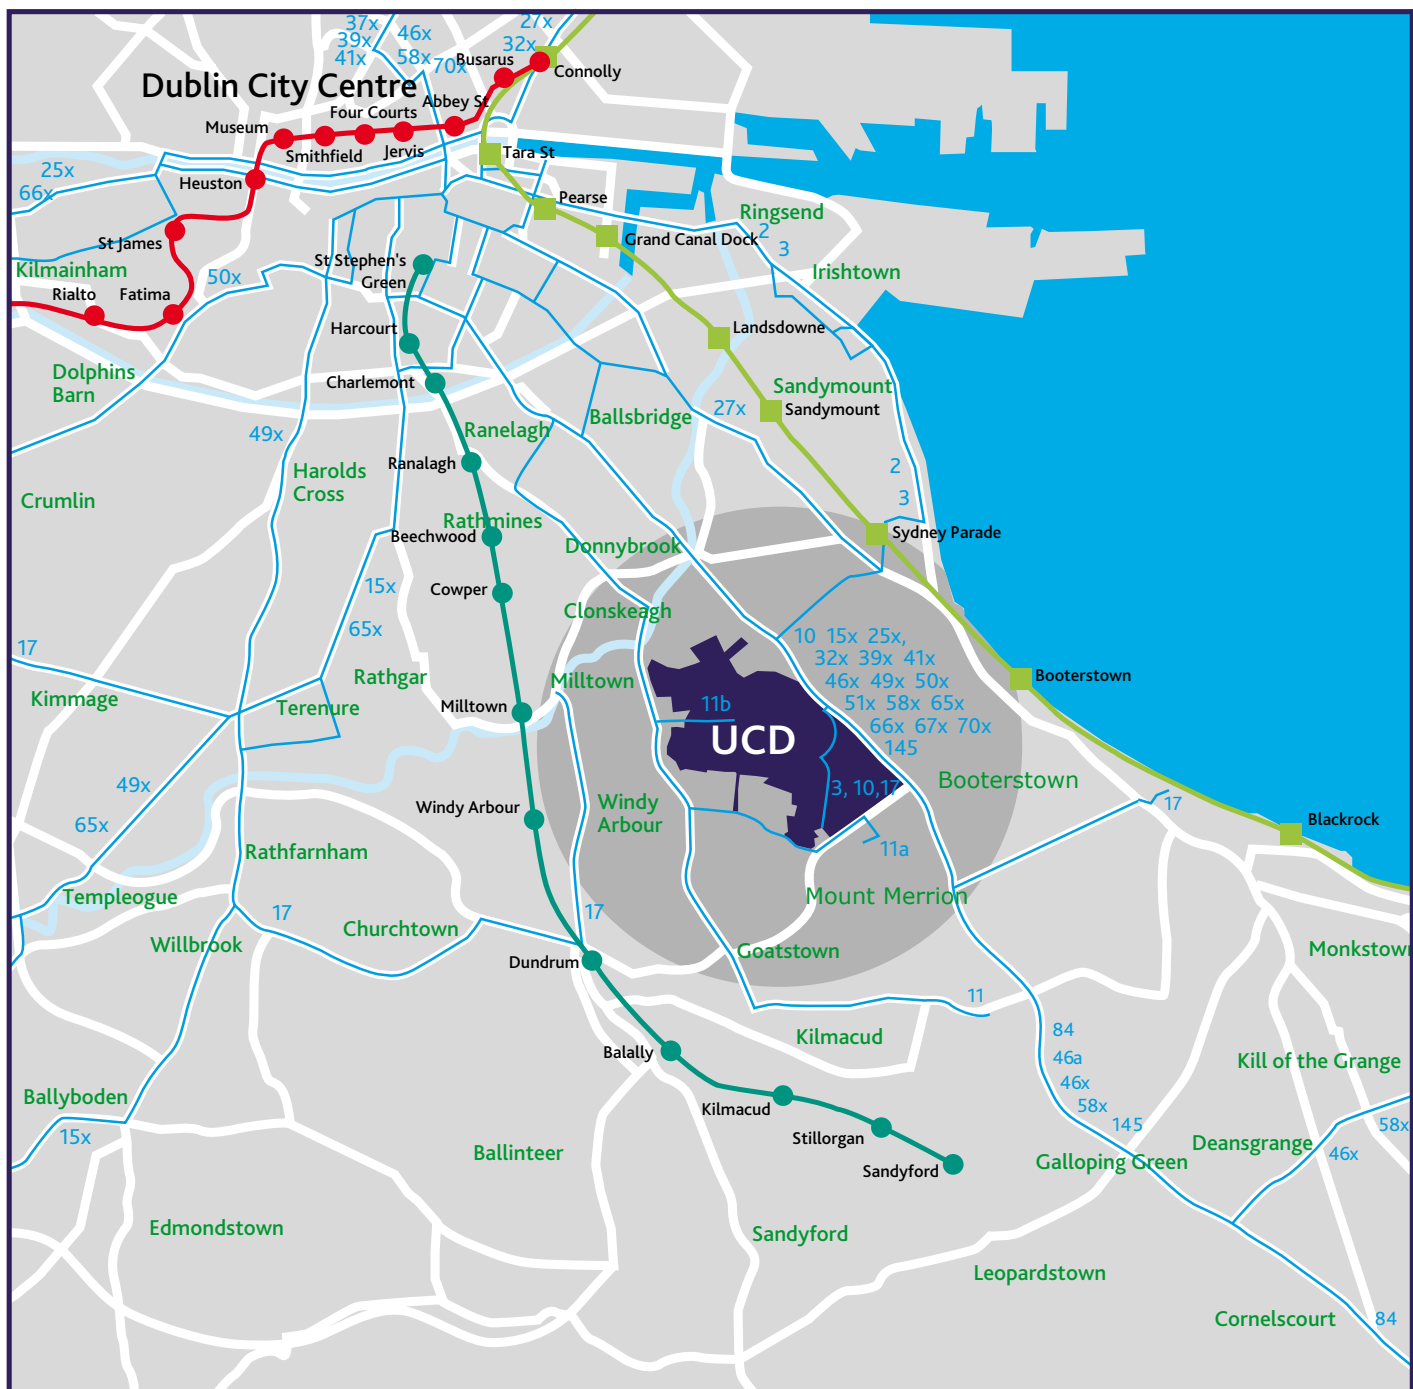 37x
46x
27x
39x
32x
41x
58x
70x
Busarus
Connolly
Dublin City Centre
Abbey St
Four Courts
Museum
Smithfield
Jervis
Tara St
25x
66x
Heuston
Pearse
Ringsend
2
3
St James
Grand Canal Dock
Kilmainham
St Stephen's
Green
50x
Irishtown
Rialto
Fatima
Harcourt
Landsdowne
Dolphins
Barn
Charlemont
Sandymount
27x
Sandymount
Ballsbridge
49x
Ranelagh
Ranalagh
2
3
Harolds
Cross
Crumlin
Rathmines
Beechwood
Donnybrook
Sydney Parade
15x
Cowper
Clonskeagh
65x
17
10 15x 25x,
32x 39x 41x
46x 49x 50x
51x 58x 65x
66x 67x 70x
145
Rathgar
Milltown
Booterstown
Kimmage
Terenure
Milltown
11b
UCD
49x
3, 10,17
Booterstown
Windy Arbour
Windy
Arbour
17
65x
Blackrock
11a
Rathfarnham
Templeogue
Mount Merrion
17
17
Churchtown
Willbrook
Goatstown
Monkstown
Dundrum
11
Kilmacud
84
46a
46x
58x
145
Balally
Kill of the Grange
Ballyboden
Kilmacud
15x
Stillorgan
58x
Ballinteer
Deansgrange
46x
Sandyford
Galloping Green
Edmondstown
Sandyford
Leopardstown
Cornelscourt
84